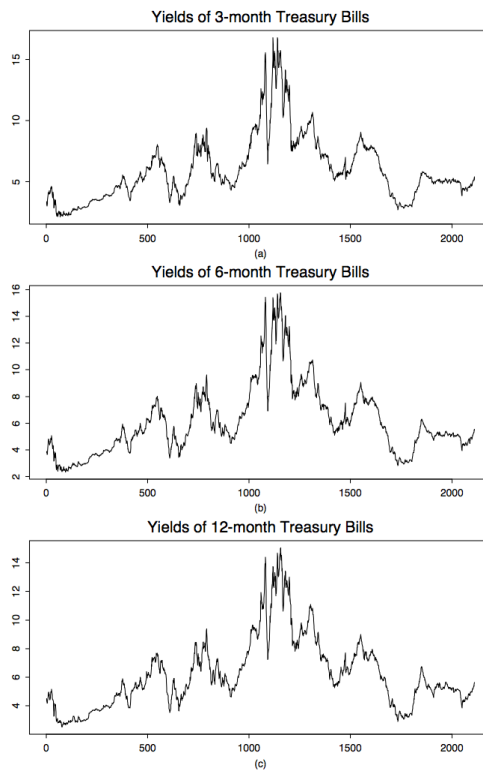 Yields of 3-month Treasury Bills
15
10
5
0 500 1000 1500 2000
(a)
Yields of 6-month Treasury Bills
16
14
12
10
8
6
4
2
0 500 1000 1500 2000
(b)
Yields of 12-month Treasury Bills
14
12
10
8
6
4
0 500 1000 1500 2000
(c)